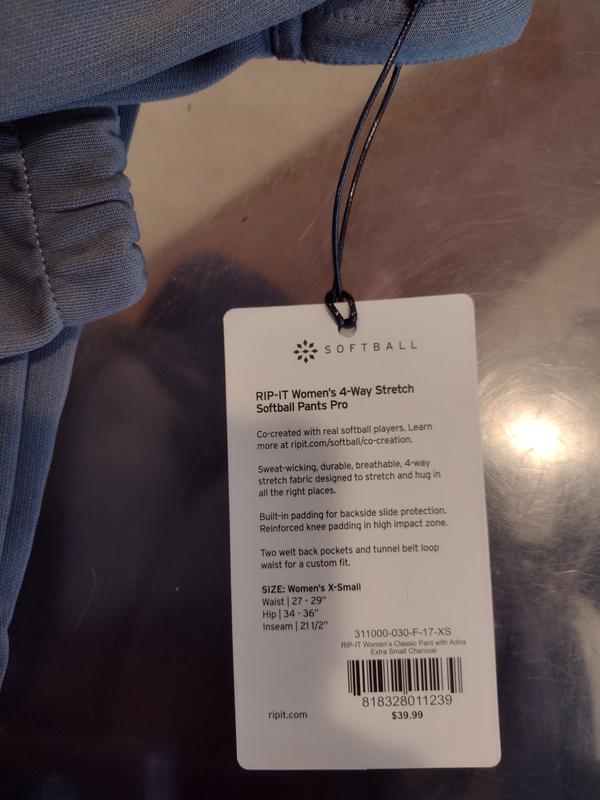 SOFTBALL
RIP-IT Women's 4-Way Stretch
Softball Pants Pro
Co-created with real softball players. Learn
more at ripit.com/softball/co-creation.
Sweat-wicking, durable, breathable, 4-way
stretch fabric designed to stretch and hug in
all the right places.
Built-in padding for backside slide protection.
Reinforced knee padding in high impact zone.
Two welt back pockets and tunnel belt loop
waist for a custom fit.
SIZE: Women's X-Small
Waist | 27 - 29"
Hip | 34 - 36"
Inseam | 21 1/2"
311000-030-F-17-XS
RIP-IT Women's Classic Pant with Adira
Extra Small Charcoal
818328011239
$39.99
ripit.com